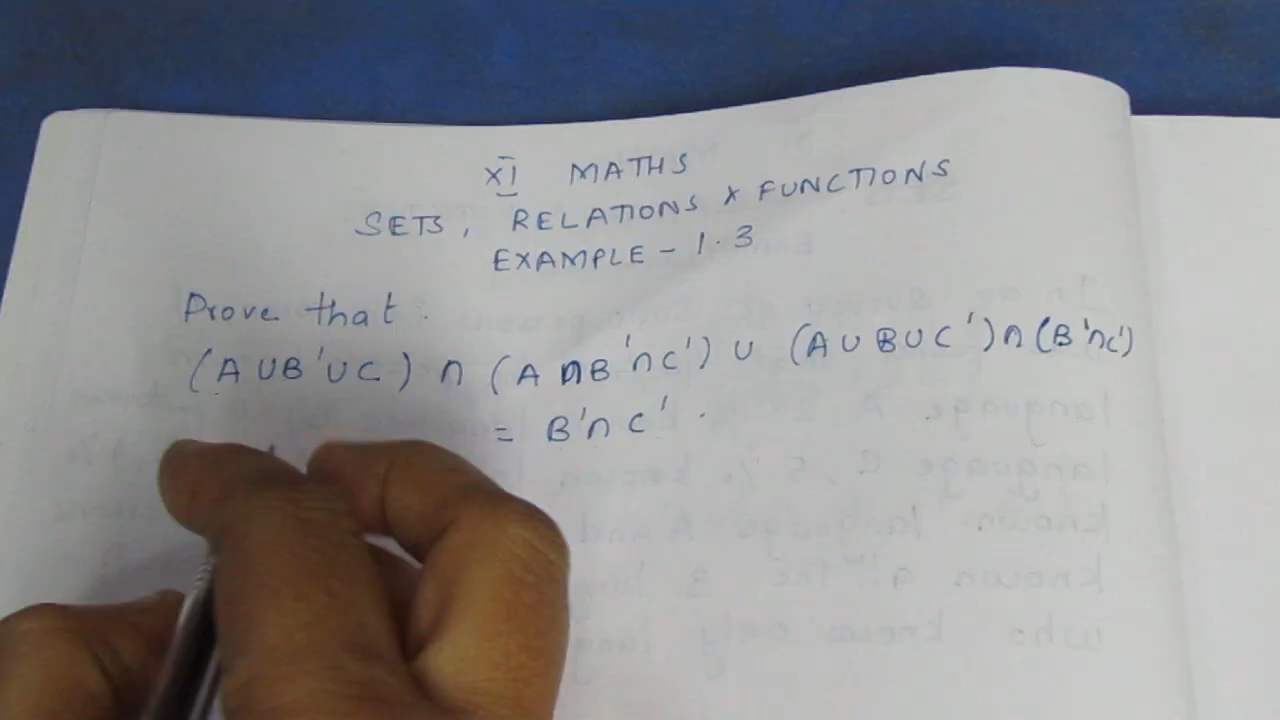 XI MATHS
SETS, RELATIONS & FUNCTIONS
EXAMPLE - 1.3
Prove that.
(A∪B'∪C) ∩ (A∩B'∩C') ∪ (A∪B∪C')∩(B'∩C')
= B'∩C'.